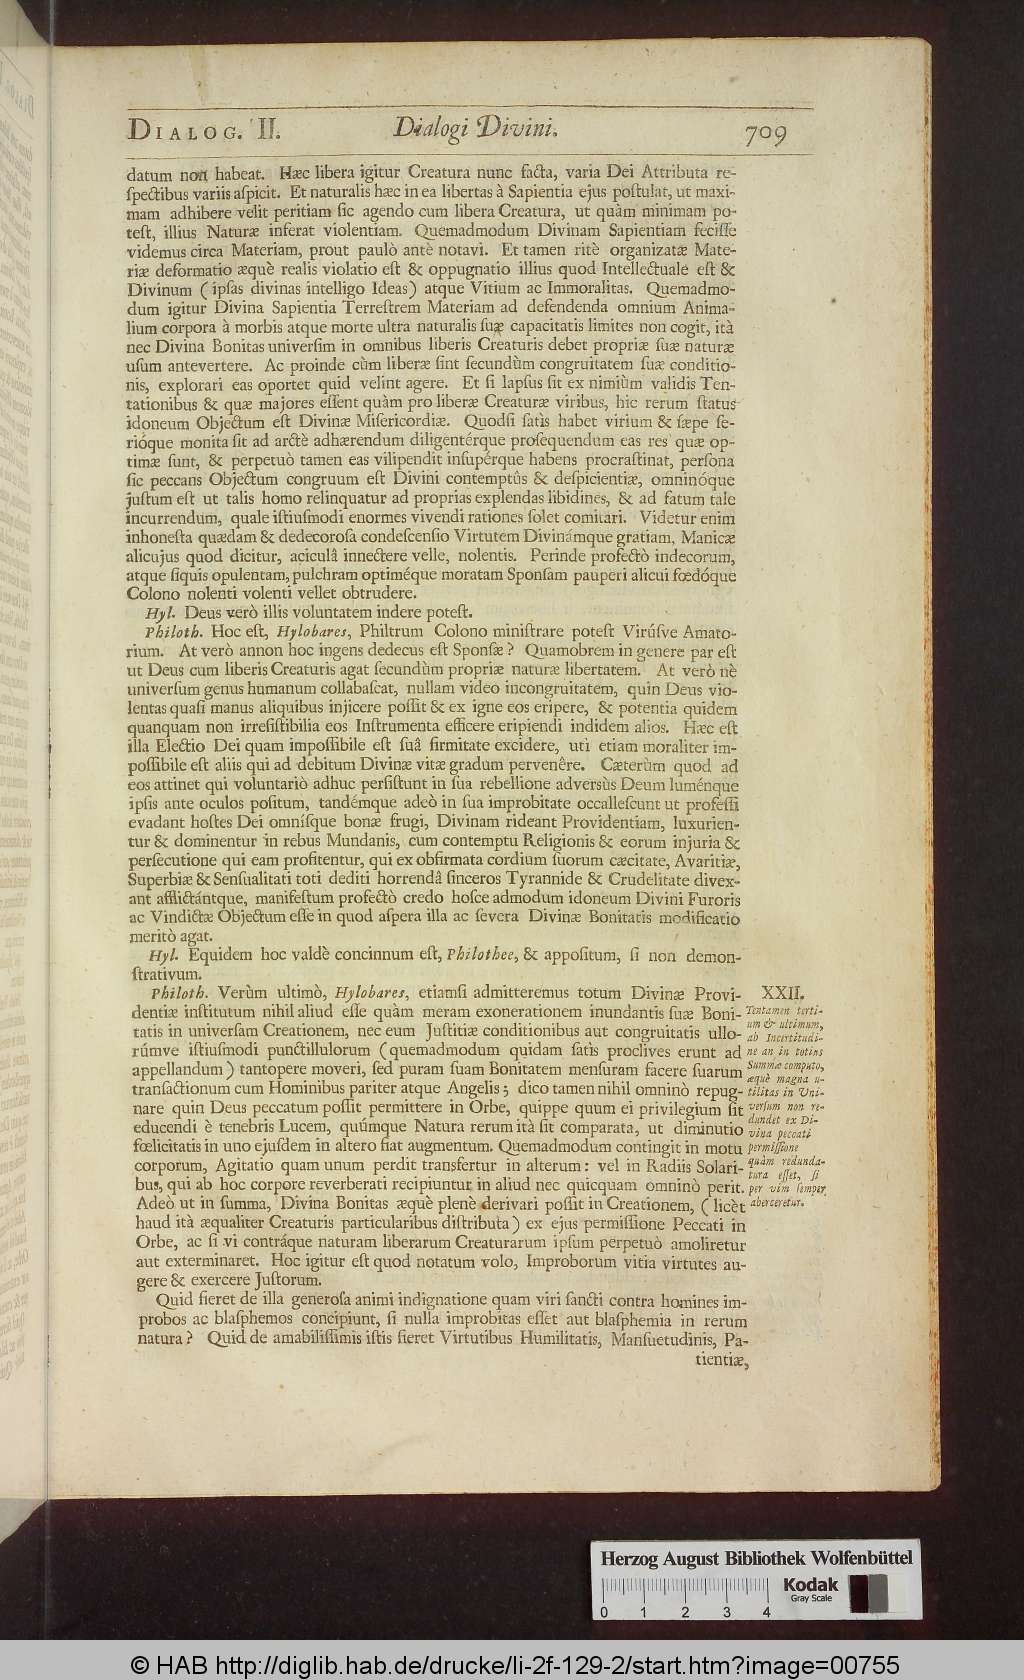 DIALOG. II. Dialogi Divini. 709
datum non habeat. Hæc libera igitur Creatura nunc facta, varia Dei Attributa re-
ſpectibus variis aſpicit. Et naturalis hæc in ea libertas à Sapientia ejus poſtulat, ut maxi-
mam adhibere velit peritiam ſic agendo cum libera Creatura, ut quàm minimam po-
teſt, illius Naturæ inferat violentiam. Quemadmodum Divinam Sapientiam feciſſe
videmus circa Materiam, prout paulò antè notavi. Et tamen ritè organizatæ Mate-
riæ deformatio æquè realis violatio eſt & oppugnatio illius quod Intellectuale eſt &
Divinum (ipſas divinas intelligo Ideas) atque Vitium ac Immoralitas. Quemadmo-
dum igitur Divina Sapientia Terreſtrem Materiam ad defendenda omnium Anima-
lium corpora à morbis atque morte ultra naturalis ſuæ capacitatis limites non cogit, ità
nec Divina Bonitas univerſim in omnibus liberis Creaturis debet propriæ ſuæ naturæ
uſum antevertere. Ac proinde cùm liberæ ſint ſecundùm congruitatem ſuæ conditio-
nis, explorari eas oportet quid velint agere. Et ſi lapſus ſit ex nimiùm validis Ten-
tationibus & quæ majores eſſent quàm pro liberæ Creaturæ viribus, hic rerum ſtatus
idoneum Objectum eſt Divinæ Miſericordiæ. Quodſi ſatìs habet virium & ſæpe ſe-
rióque monita ſit ad arctè adhærendum diligentérque proſequendum eas res quæ op-
timæ ſunt, & perpetuò tamen eas vilipendit inſupérque habens procraſtinat, perſona
ſic peccans Objectum congruum eſt Divini contemptûs & deſpicientiæ, omninóque
juſtum eſt ut talis homo relinquatur ad proprias explendas libidines, & ad fatum tale
incurrendum, quale iſtiuſmodi enormes vivendi rationes ſolet comitari. Videtur enim
inhoneſta quædam & dedecoroſa condeſcenſio Virtutem Divinámque gratiam, Manicæ
alicujus quod dicitur, aciculâ innectere velle, nolentis. Perinde profectò indecorum,
atque ſiquis opulentam, pulchram optiméque moratam Sponſam pauperi alicui fœdóque
Colono nolenti volenti vellet obtrudere.
Hyl. Deus verò illis voluntatem indere poteſt.
Philoth. Hoc eſt, Hylobares, Philtrum Colono miniſtrare poteſt Virúſve Amato-
rium. At verò annon hoc ingens dedecus eſt Sponſæ? Quamobrem in genere par eſt
ut Deus cum liberis Creaturis agat ſecundùm propriæ naturæ libertatem. At verò nè
univerſum genus humanum collabaſcat, nullam video incongruitatem, quin Deus vio-
lentas quaſi manus aliquibus injicere poſſit & ex igne eos eripere, & potentia quidem
quanquam non irreſiſtibilia eos Inſtrumenta efficere eripiendi indidem alios. Hæc eſt
illa Electio Dei quam impoſſibile eſt ſuâ firmitate excidere, uti etiam moraliter im-
poſſibile eſt aliis qui ad debitum Divinæ vitæ gradum pervenêre. Cæterùm quod ad
eos attinet qui voluntariò adhuc perſiſtunt in ſua rebellione adversùs Deum luménque
ipſis ante oculos poſitum, tandémque adeò in ſua improbitate occalleſcunt ut profeſſi
evadant hoſtes Dei omníſque bonæ frugi, Divinam rideant Providentiam, luxurien-
tur & dominentur in rebus Mundanis, cum contemptu Religionis & eorum injuria &
perſecutione qui eam profitentur, qui ex obfirmata cordium ſuorum cæcitate, Avaritiæ,
Superbiæ & Senſualitati toti dediti horrendâ ſinceros Tyrannide & Crudelitate divex-
ant afflictántque, manifeſtum profectò credo hoſce admodum idoneum Divini Furoris
ac Vindictæ Objectum eſſe in quod aſpera illa ac ſevera Divinæ Bonitatis modificatio
meritò agat.
Hyl. Equidem hoc valdè concinnum eſt, Philothee, & appoſitum, ſi non demon-
ſtrativum.
Philoth. Verùm ultimò, Hylobares, etiamſi admitteremus totum Divinæ Provi-
dentiæ inſtitutum nihil aliud eſſe quàm meram exonerationem inundantis ſuæ Boni-
tatis in univerſam Creationem, nec eum Juſtitiæ conditionibus aut congruitatis ullo-
rúmve iſtiuſmodi punctillulorum (quemadmodum quidam ſatìs proclives erunt ad
appellandum) tantopere moveri, ſed puram ſuam Bonitatem menſuram facere ſuarum
tranſactionum cum Hominibus pariter atque Angelis; dico tamen nihil omninò repug-
nare quin Deus peccatum poſſit permittere in Orbe, quippe quum ei privilegium ſit
educendi è tenebris Lucem, quúmque Natura rerum ità ſit comparata, ut diminutio
fœlicitatis in uno ejuſdem in altero fiat augmentum. Quemadmodum contingit in motu
corporum, Agitatio quam unum perdit transfertur in alterum: vel in Radiis Solari-
bus, qui ab hoc corpore reverberati recipiuntur in aliud nec quicquam omninò perit.
Adeò ut in ſumma, Divina Bonitas æquè plenè derivari poſſit in Creationem, (licèt
haud ità æqualiter Creaturis particularibus diſtributa) ex ejus permiſſione Peccati in
Orbe, ac ſi vi contráque naturam liberarum Creaturarum ipſum perpetuò amoliretur
aut exterminaret. Hoc igitur eſt quod notatum volo, Improborum vitia virtutes au-
gere & exercere Juſtorum.
Quid fieret de illa generoſa animi indignatione quam viri ſancti contra homines im-
probos ac blaſphemos concipiunt, ſi nulla improbitas eſſet aut blaſphemia in rerum
natura? Quid de amabiliſſimis iſtis fieret Virtutibus Humilitatis, Manſuetudinis, Pa-
tientiæ,
XXII.
Tentamen terti-
um & ultimum,
ab Incertitudi-
ne an in totius
Summæ computo,
æquè magna u-
tilitas in Uni-
verſum non re-
dundet ex Di-
vina peccati
permiſſione
quàm redunda-
tura eſſet, ſi
per vim ſemper
aberceretur.
Herzog August Bibliothek Wolfenbüttel
Kodak
Gray Scale
0 1 2 3 4
© HAB http://diglib.hab.de/drucke/li-2f-129-2/start.htm?image=00755